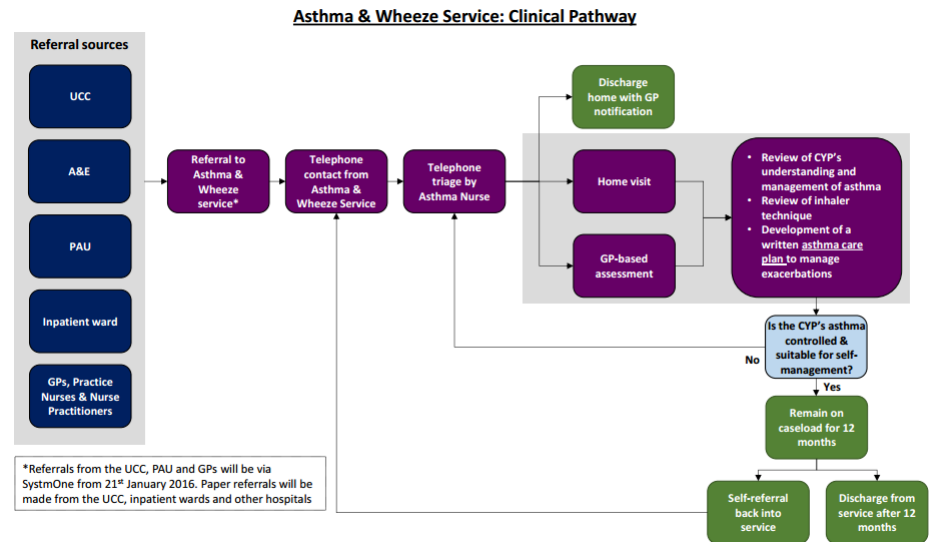 Asthma & Wheeze Service: Clinical Pathway
Referral sources
UCC
A&E
PAU
Inpatient ward
GPs, Practice
Nurses & Nurse
Practitioners
Referral to
Asthma &
Wheeze
service*
Telephone
contact from
Asthma &
Wheeze Service
Telephone
triage by
Asthma Nurse
Discharge
home with GP
notification
Home visit
GP-based
assessment
• Review of CYP's
understanding and
management of asthma
• Review of inhaler
technique
• Development of a
written asthma care
plan to manage
exacerbations
Is the CYP's asthma
controlled &
suitable for self-
management?
No
Yes
Remain on
caseload for 12
months
Self-referral
back into
service
Discharge from
service after 12
months
*Referrals from the UCC, PAU and GPs will be via
SystmOne from 21st January 2016. Paper referrals will be
made from the UCC, inpatient wards and other hospitals